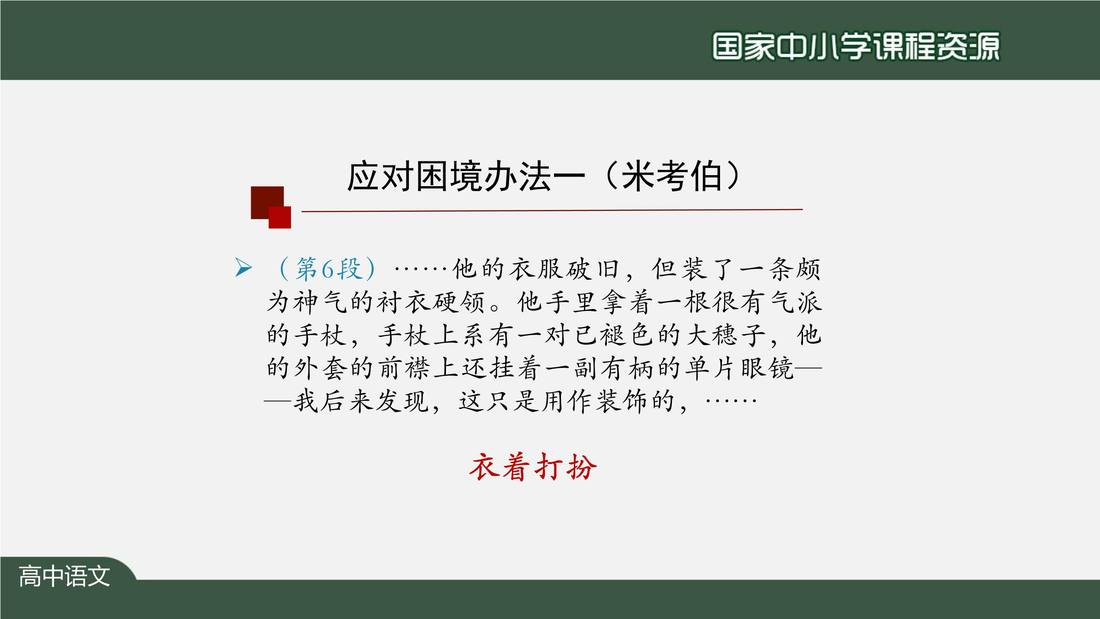 国家中小学课程资源
应对困境办法一（米考伯）
（第6段）……他的衣服破旧，但装了一条颇
为神气的衬衣硬领。他手里拿着一根很有气派
的手杖，手杖上系有一对已褪色的大穗子，他
的外套的前襟上还挂着一副有柄的单片眼镜—
—我后来发现，这只是用作装饰的，……
衣着打扮
高中语文